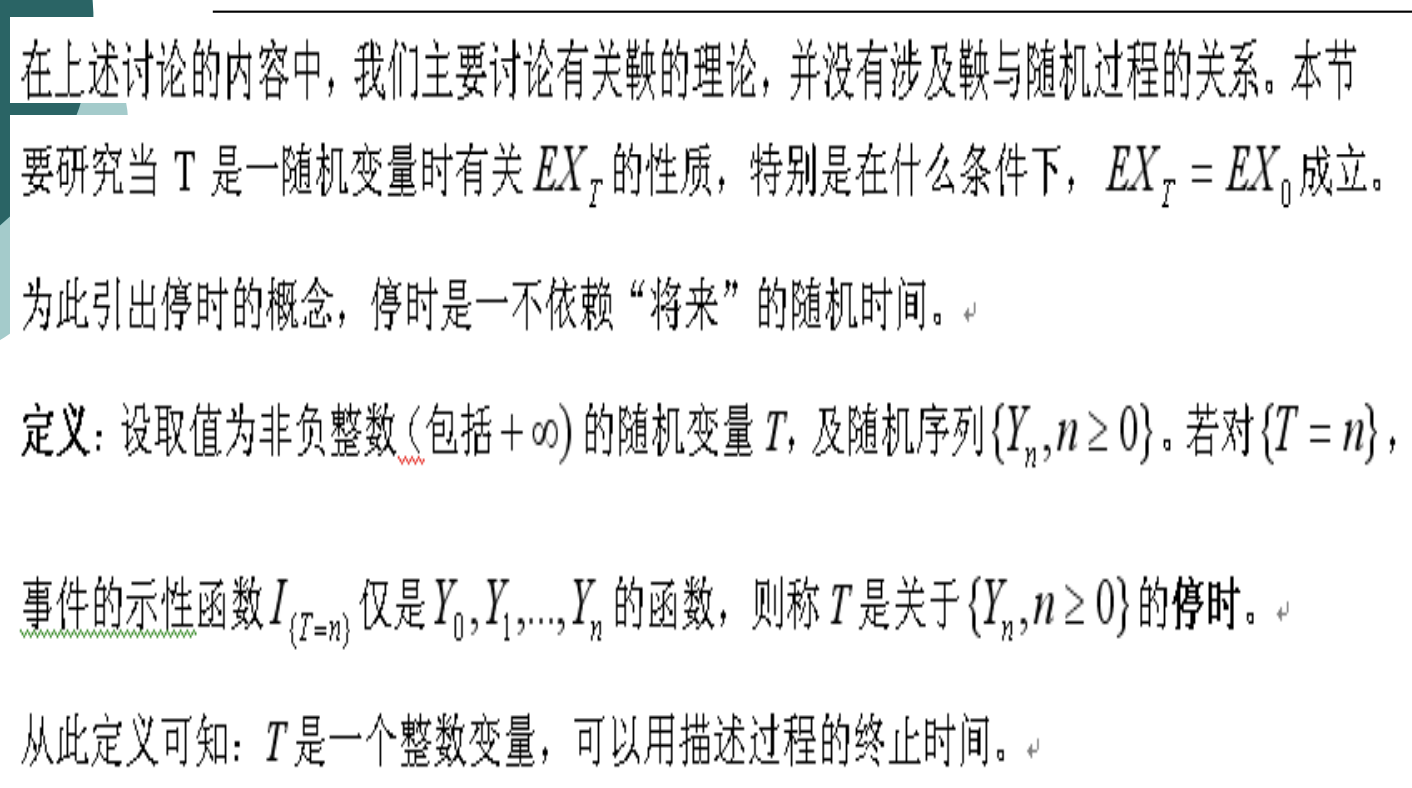 在上述讨论的内容中，我们主要讨论有关鞅的理论，并没有涉及鞅与随机过程的关系。本节
要研究当 T 是一随机变量时有关 EX_T 的性质，特别是在什么条件下，EX_T = EX_0 成立。
为此引出停时的概念，停时是一不依赖“将来”的随机时间。
定义：设取值为非负整数（包括+∞）的随机变量 T，及随机序列{Y_n, n ≥ 0}。若对{T = n}，
事件的示性函数 I_{(T=n)} 仅是 Y_0, Y_1,..., Y_n 的函数，则称 T 是关于{Y_n, n ≥ 0}的停时。
从此定义可知：T 是一个整数变量，可以用描述过程的终止时间。